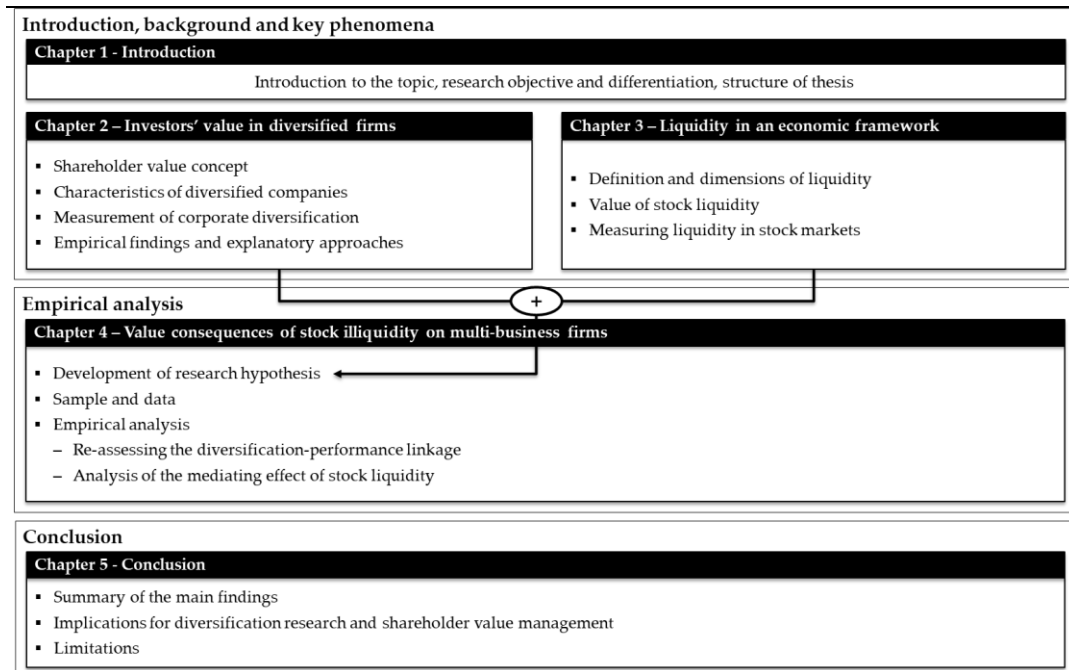 Introduction, background and key phenomena
Chapter 1 - Introduction
Introduction to the topic, research objective and differentiation, structure of thesis
Chapter 2 – Investors’ value in diversified firms
▪ Shareholder value concept
▪ Characteristics of diversified companies
▪ Measurement of corporate diversification
▪ Empirical findings and explanatory approaches
Chapter 3 – Liquidity in an economic framework
▪ Definition and dimensions of liquidity
▪ Value of stock liquidity
▪ Measuring liquidity in stock markets
+
Empirical analysis
Chapter 4 – Value consequences of stock illiquidity on multi-business firms
▪ Development of research hypothesis
▪ Sample and data
▪ Empirical analysis
– Re-assessing the diversification-performance linkage
– Analysis of the mediating effect of stock liquidity
Conclusion
Chapter 5 - Conclusion
▪ Summary of the main findings
▪ Implications for diversification research and shareholder value management
▪ Limitations